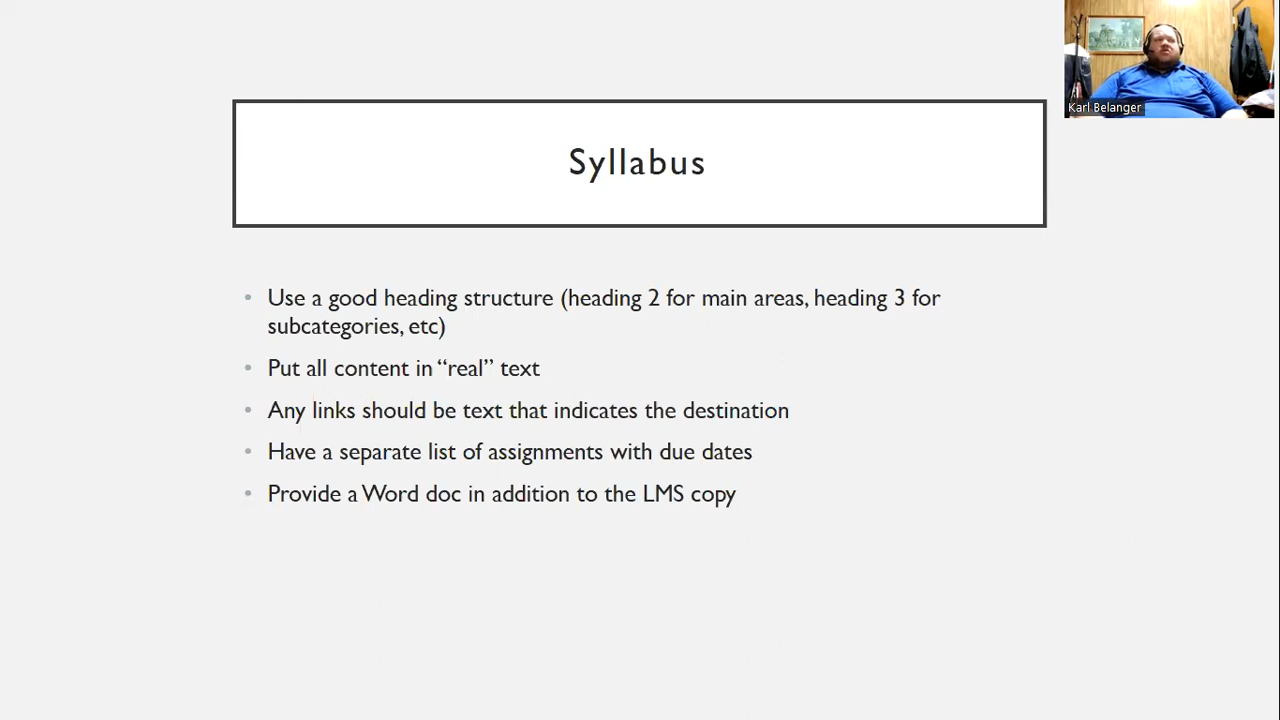 Karl Belanger
Syllabus
• Use a good heading structure (heading 2 for main areas, heading 3 for
subcategories, etc)
• Put all content in “real” text
• Any links should be text that indicates the destination
• Have a separate list of assignments with due dates
• Provide a Word doc in addition to the LMS copy